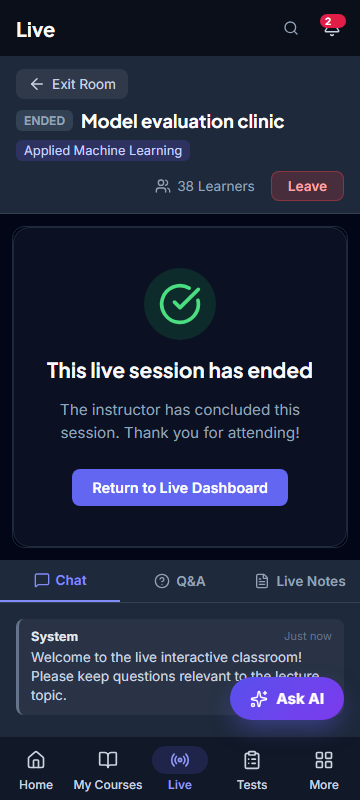 Live
2
Exit Room
ENDED Model evaluation clinic
Applied Machine Learning
38 Learners Leave
This live session has ended
The instructor has concluded this
session. Thank you for attending!
Return to Live Dashboard
Chat Q&A Live Notes
System Just now
Welcome to the live interactive classroom!
Please keep questions relevant to the lecture
topic.
Ask AI
Home My Courses Live Tests More